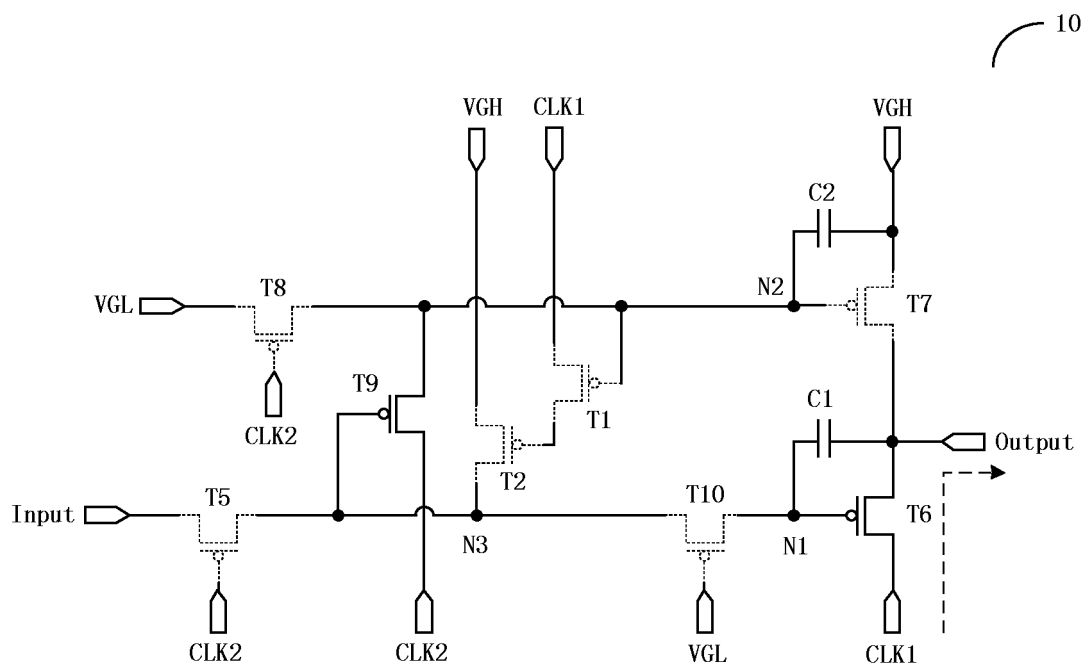 10
VGH
CLK1
VGH
C2
T8
N2
VGL
T7
T9
T1
C1
CLK2
Output
T2
T5
T10
Input
T6
N3
N1
CLK2
CLK2
VGL
CLK1